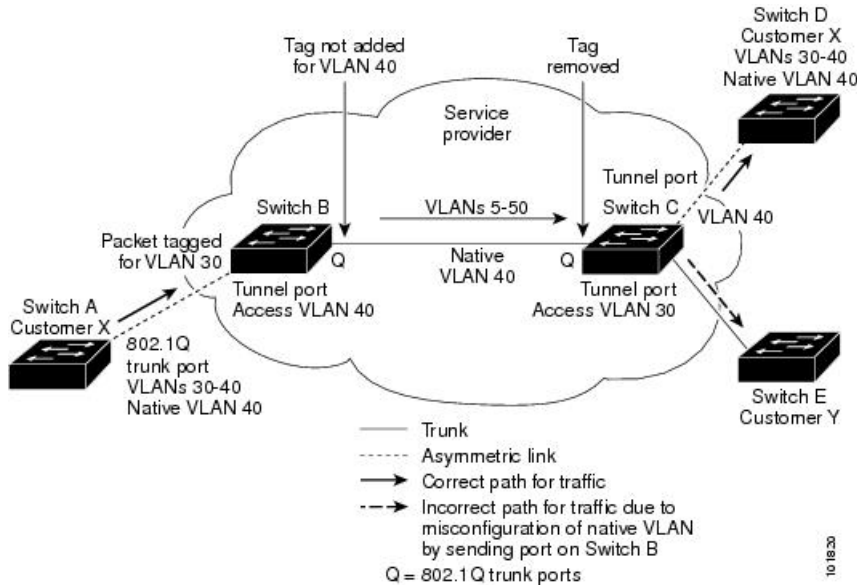 Tag not added
for VLAN 40
Tag
removed
Switch D
Customer X
VLANs 30-40
Native VLAN 40
Service
provider
Tunnel port
Switch B
VLANs 5-50
Switch C
VLAN 40
Packet tagged
for VLAN 30
Q
Native
VLAN 40
Q
Switch A
Customer X
Tunnel port
Access VLAN 40
Tunnel port
Access VLAN 30
802.1Q
trunk port
VLANs 30-40
Native VLAN 40
Switch E
Customer Y
Trunk
Asymmetric link
Correct path for traffic
Incorrect path for traffic due to
misconfiguration of native VLAN
by sending port on Switch B
Q = 802.1Q trunk ports
101820